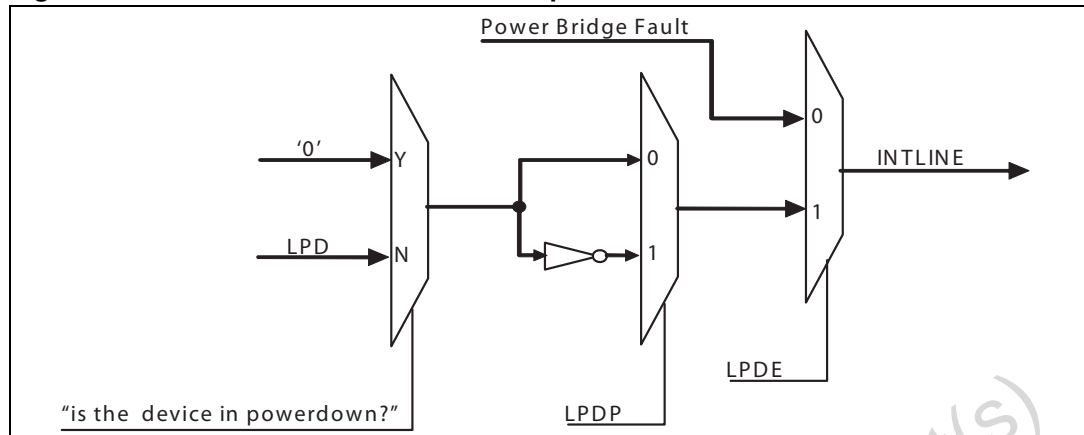 Power Bridge Fault
0
'0'
Y
0
INTLINE
1
LPD
N
1
LPDE
"is the device in powerdown?"
LPDP